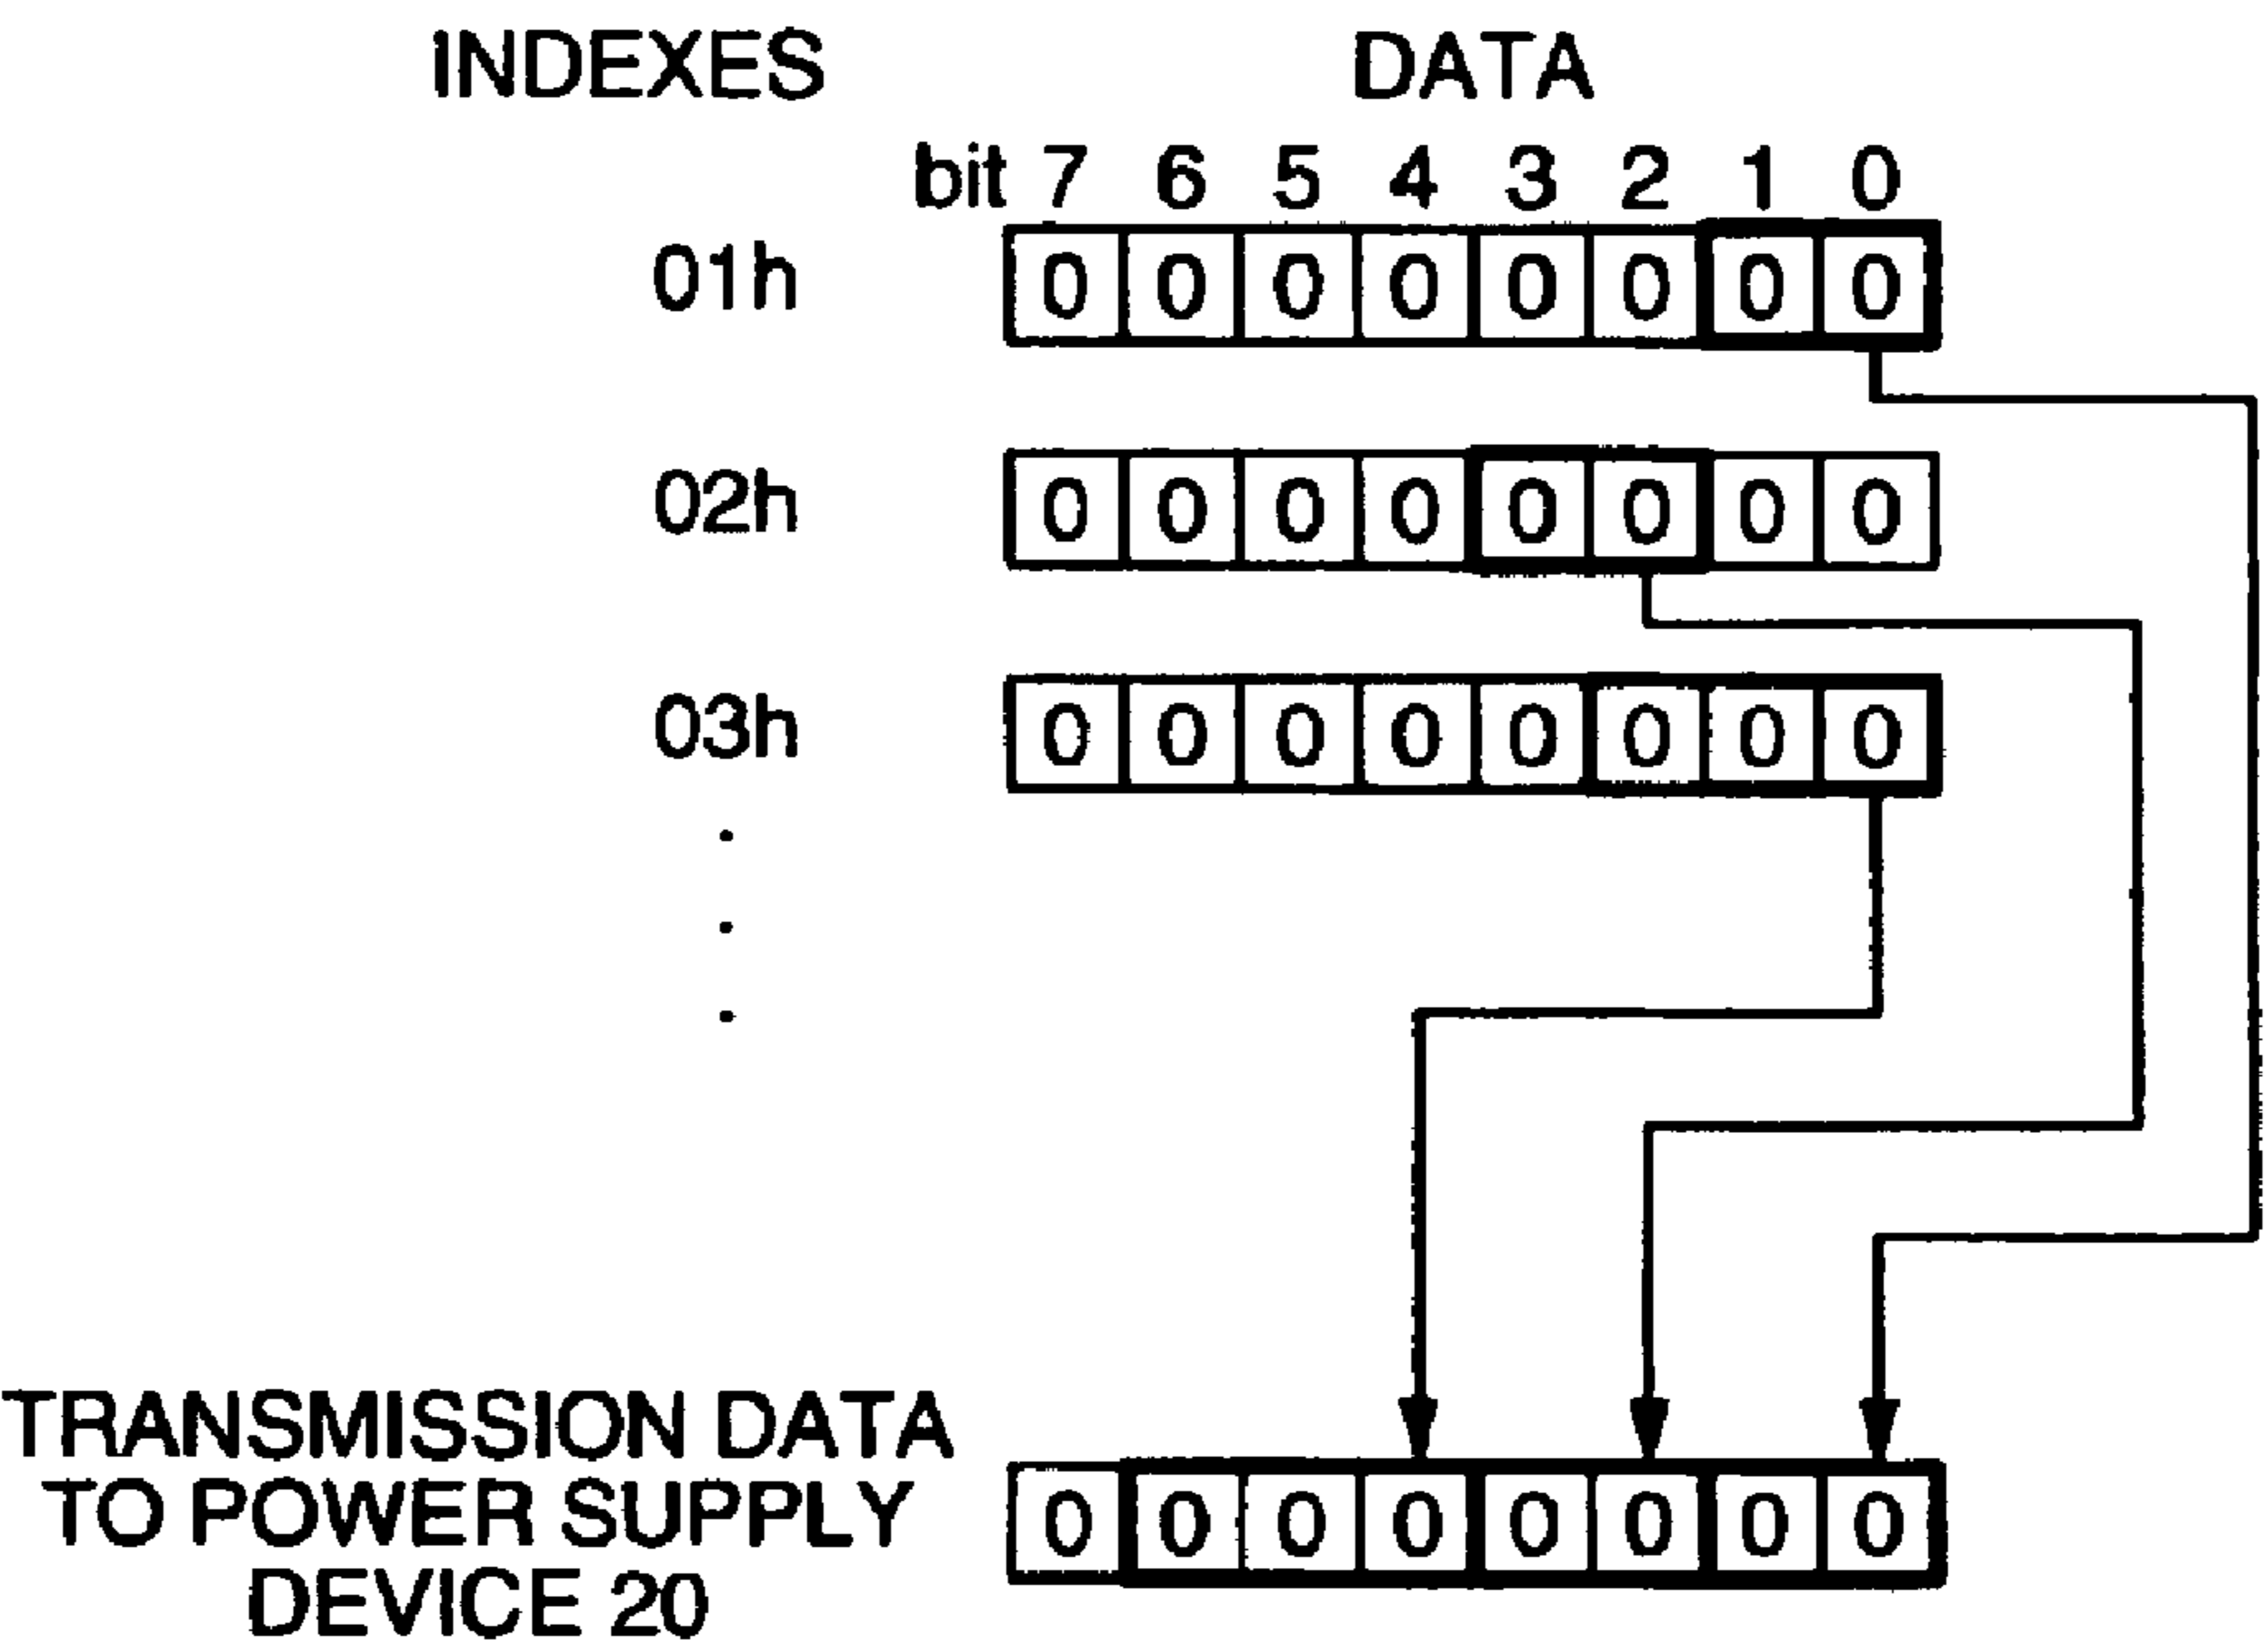 INDEXES DATA
bit 7 6 5 4 3 2 1 0
01h 0 0 0 0 0 0 0 0
02h 0 0 0 0 0 0 0 0
03h 0 0 0 0 0 0 0 0
TRANSMISSION DATA
TO POWER SUPPLY 0 0 0 0 0 0 0 0
DEVICE 20